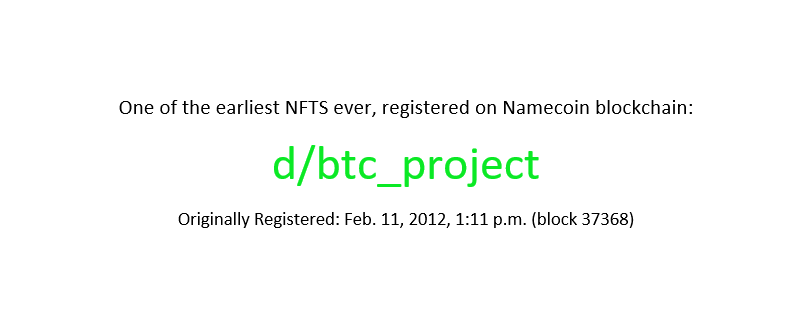 One of the earliest NFTS ever, registered on Namecoin blockchain:
d/btc_project
Originally Registered: Feb. 11, 2012, 1:11 p.m. (block 37368)